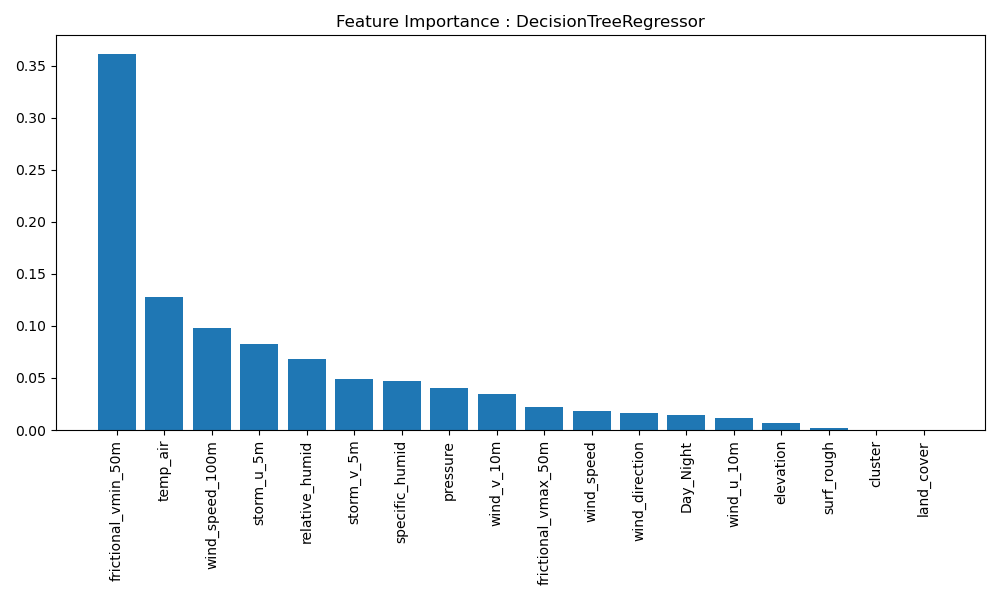 Feature Importance : DecisionTreeRegressor
0.35
0.30
0.25
0.20
0.15
0.10
0.05
0.00
frictional_vmin_50m
temp_air
wind_speed_100m
storm_u_5m
relative_humid
storm_v_5m
specific_humid
pressure
wind_v_10m
frictional_vmax_50m
wind_speed
wind_direction
Day_Night
wind_u_10m
elevation
surf_rough
cluster
land_cover